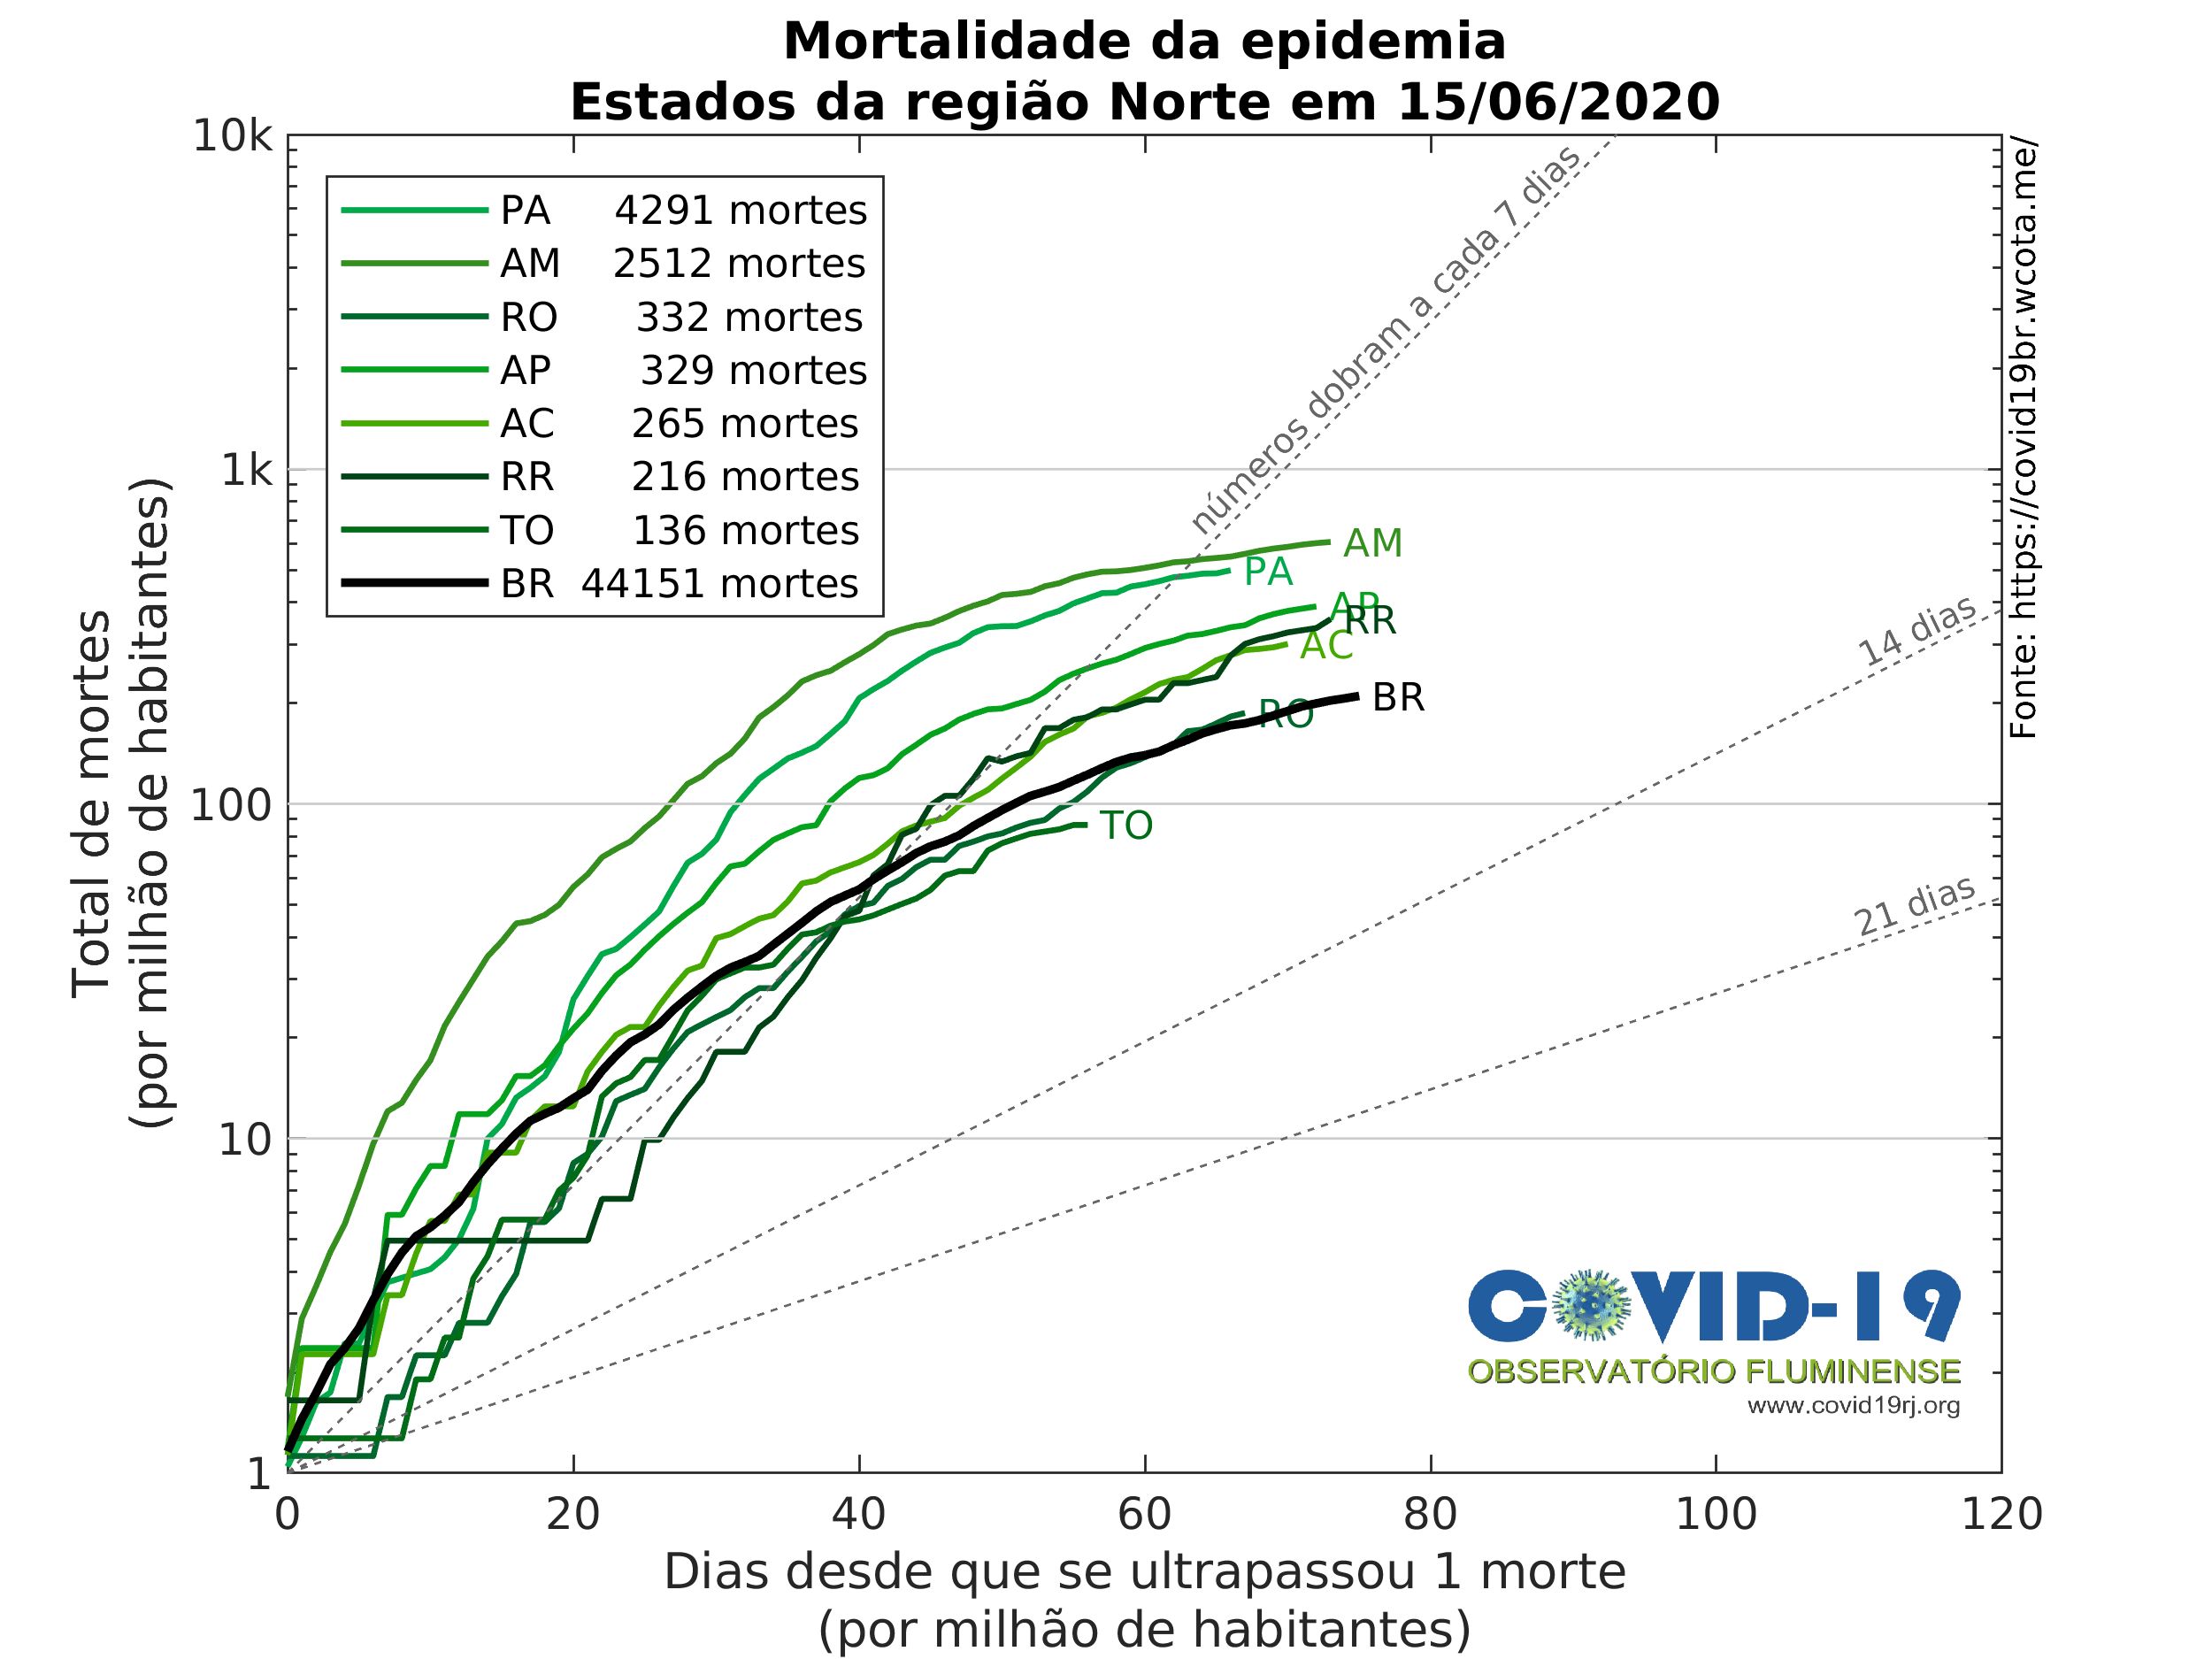 Mortalidade da epidemia
Estados da região Norte em 15/06/2020
10k
1k
100
10
1
Total de mortes
(por milhão de habitantes)
PA 4291 mortes
AM 2512 mortes
RO 332 mortes
AP 329 mortes
AC 265 mortes
RR 216 mortes
TO 136 mortes
BR 44151 mortes
números dobram a cada 7 dias
14 dias
21 dias
AM
PA
AP
RR
AC
BR
RO
TO
Fonte: https://covid19br.wcota.me/
COVID-19
OBSERVATÓRIO FLUMINENSE
www.covid19rj.org
0 20 40 60 80 100 120
Dias desde que se ultrapassou 1 morte
(por milhão de habitantes)